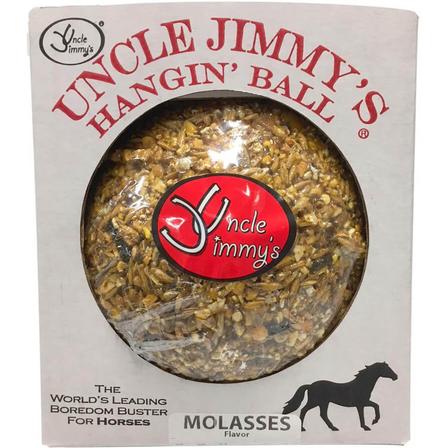 Uncle
Jimmy's
UNCLE JIMMY'S
HANGIN' BALL ®
Uncle
Jimmy's
THE
WORLD'S LEADING
BOREDOM BUSTER
FOR HORSES
MOLASSES
Flavor